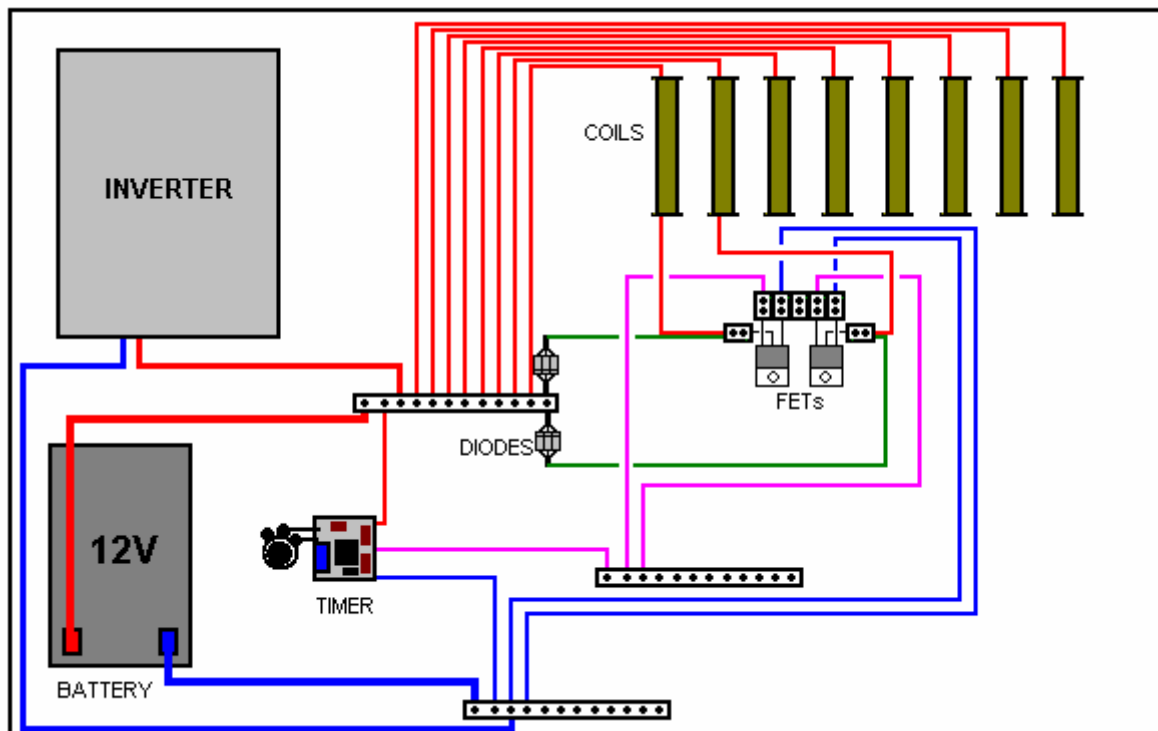 INVERTER
COILS
FETs
DIODES
12V
TIMER
BATTERY